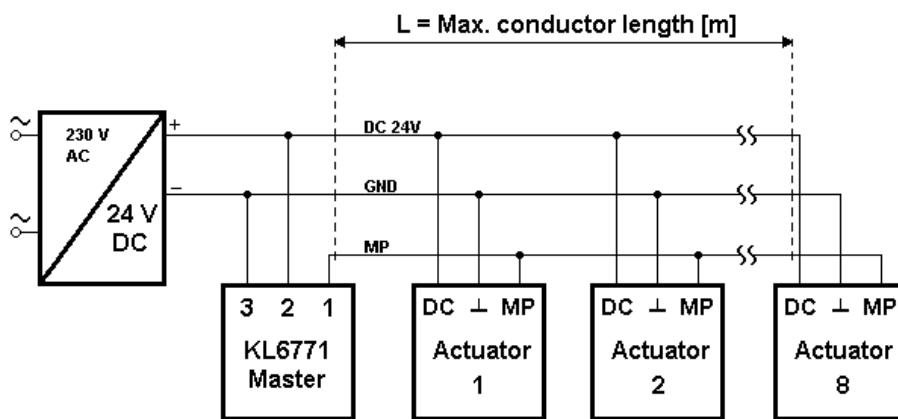 L = Max. conductor length [m]
230 V
AC
24 V
DC
+
−
DC 24V
GND
MP
3 2 1
KL6771
Master
DC ⊥ MP
Actuator
1
DC ⊥ MP
Actuator
2
DC ⊥ MP
Actuator
8